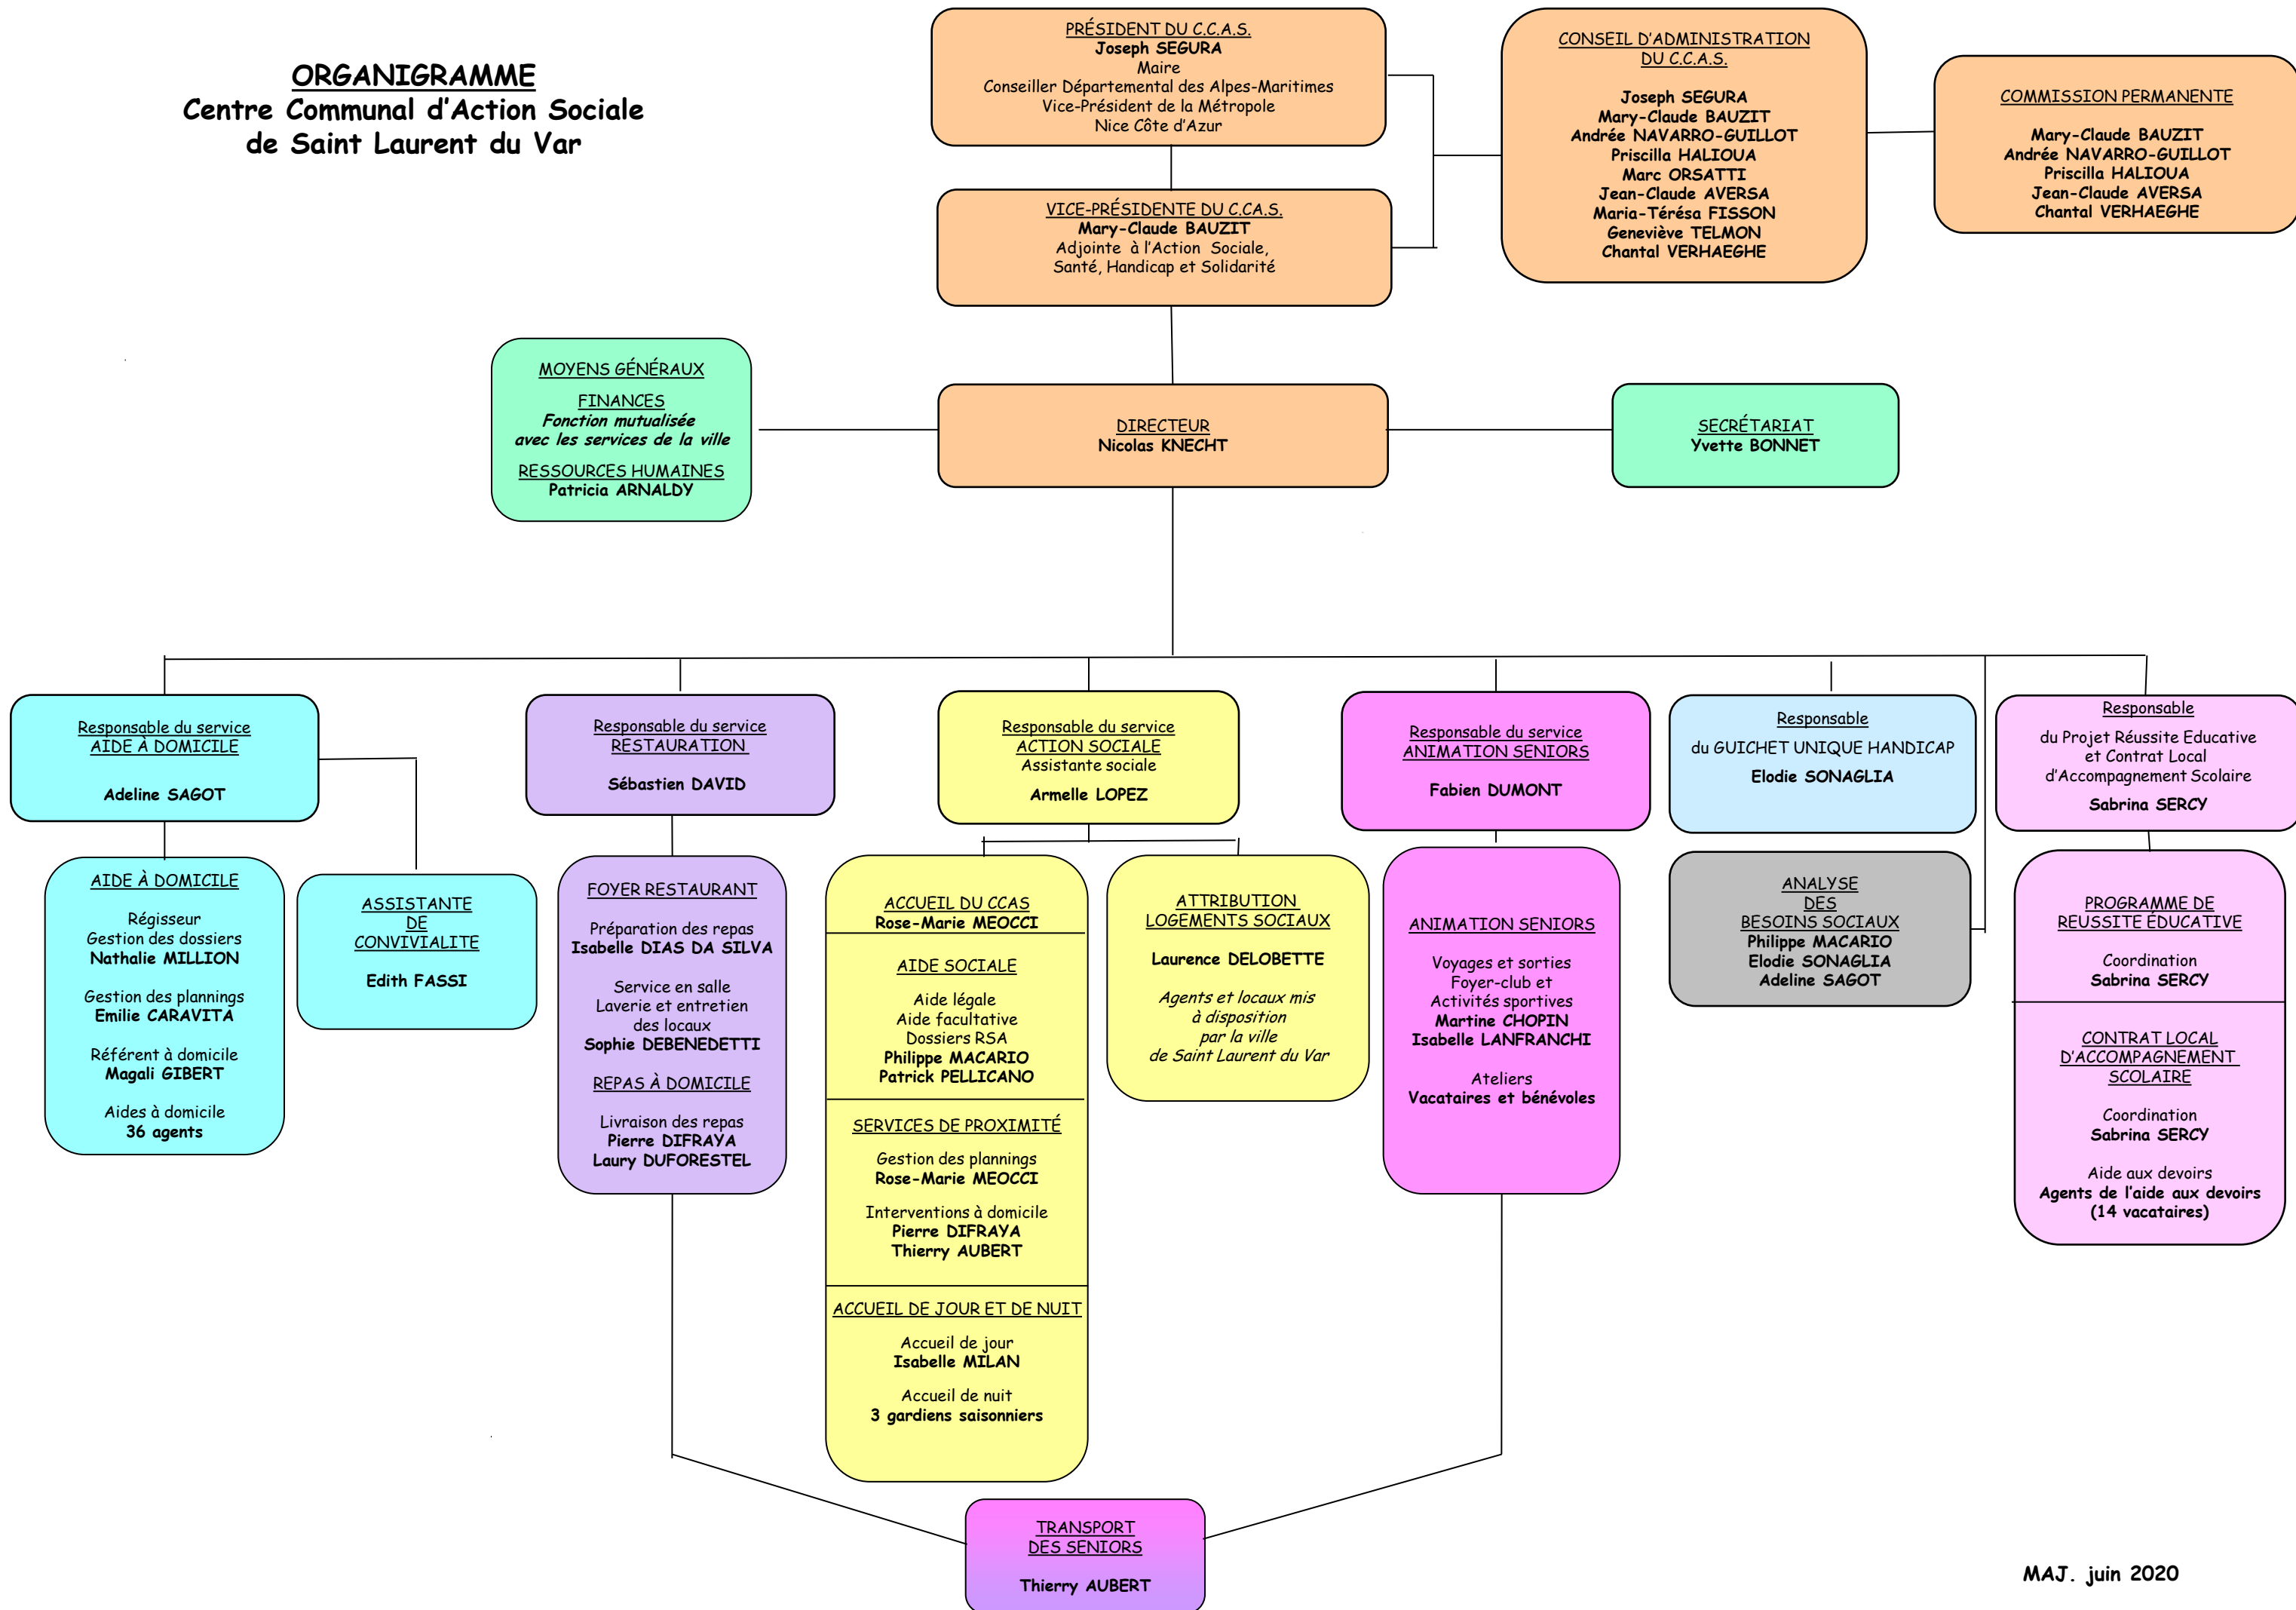 ORGANIGRAMME
Centre Communal d'Action Sociale
de Saint Laurent du Var
PRÉSIDENT DU C.C.A.S.
Joseph SEGURA
Maire
Conseiller Départemental des Alpes-Maritimes
Vice-Président de la Métropole
Nice Côte d'Azur
CONSEIL D'ADMINISTRATION
DU C.C.A.S.
Joseph SEGURA
Mary-Claude BAUZIT
Andrée NAVARRO-GUILLOT
Priscilla HALIOUA
Marc ORSATTI
Jean-Claude AVERSA
Maria-Térésa FISSON
Geneviève TELMON
Chantal VERHAEGHE
COMMISSION PERMANENTE
Mary-Claude BAUZIT
Andrée NAVARRO-GUILLOT
Priscilla HALIOUA
Jean-Claude AVERSA
Chantal VERHAEGHE
VICE-PRÉSIDENTE DU C.CA.S.
Mary-Claude BAUZIT
Adjointe à l'Action Sociale,
Santé, Handicap et Solidarité
MOYENS GÉNÉRAUX
FINANCES
Fonction mutualisée
avec les services de la ville
RESSOURCES HUMAINES
Patricia ARNALDY
DIRECTEUR
Nicolas KNECHT
SECRÉTARIAT
Yvette BONNET
Responsable du service
AIDE À DOMICILE
Adeline SAGOT
Responsable du service
RESTAURATION
Sébastien DAVID
Responsable du service
ACTION SOCIALE
Assistante sociale
Armelle LOPEZ
Responsable du service
ANIMATION SENIORS
Fabien DUMONT
Responsable
du GUICHET UNIQUE HANDICAP
Elodie SONAGLIA
Responsable
du Projet Réussite Educative
et Contrat Local
d'Accompagnement Scolaire
Sabrina SERCY
AIDE À DOMICILE
Régisseur
Gestion des dossiers
Nathalie MILLION
Gestion des plannings
Emilie CARAVITA
Référent à domicile
Magali GIBERT
Aides à domicile
36 agents
ASSISTANTE
DE
CONVIVIALITE
Edith FASSI
FOYER RESTAURANT
Préparation des repas
Isabelle DIAS DA SILVA
Service en salle
Laverie et entretien
des locaux
Sophie DEBENEDETTI
REPAS À DOMICILE
Livraison des repas
Pierre DIFRAYA
Laury DUFORESTEL
ACCUEIL DU CCAS
Rose-Marie MEOCCI
AIDE SOCIALE
Aide légale
Aide facultative
Dossiers RSA
Philippe MACARIO
Patrick PELLICANO
SERVICES DE PROXIMITÉ
Gestion des plannings
Rose-Marie MEOCCI
Interventions à domicile
Pierre DIFRAYA
Thierry AUBERT
ACCUEIL DE JOUR ET DE NUIT
Accueil de jour
Isabelle MILAN
Accueil de nuit
3 gardiens saisonniers
ATTRIBUTION
LOGEMENTS SOCIAUX
Laurence DELOBETTE
Agents et locaux mis
à disposition
par la ville
de Saint Laurent du Var
ANIMATION SENIORS
Voyages et sorties
Foyer-club et
Activités sportives
Martine CHOPIN
Isabelle LANFRANCHI
Ateliers
Vacataires et bénévoles
ANALYSE
DES
BESOINS SOCIAUX
Philippe MACARIO
Elodie SONAGLIA
Adeline SAGOT
PROGRAMME DE
REUSSITE ÉDUCATIVE
Coordination
Sabrina SERCY
CONTRAT LOCAL
D'ACCOMPAGNEMENT
SCOLAIRE
Coordination
Sabrina SERCY
Aide aux devoirs
Agents de l'aide aux devoirs
(14 vacataires)
TRANSPORT
DES SENIORS
Thierry AUBERT
MAJ. juin 2020